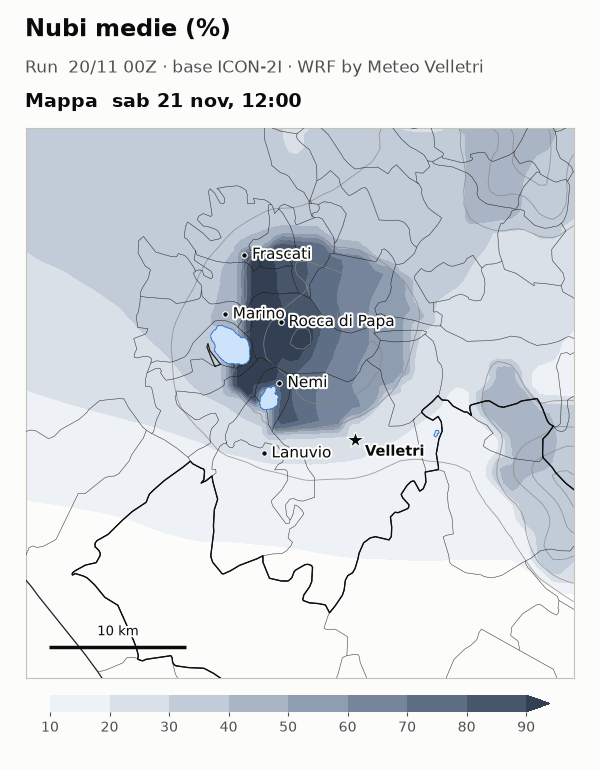 Nubi medie (%)
Run  20/11 00Z · base ICON-2I · WRF by Meteo Velletri
Mappa  sab 21 nov, 12:00
Frascati
Marino
Rocca di Papa
Nemi
Velletri
Lanuvio
10 km
10 20 30 40 50 60 70 80 90